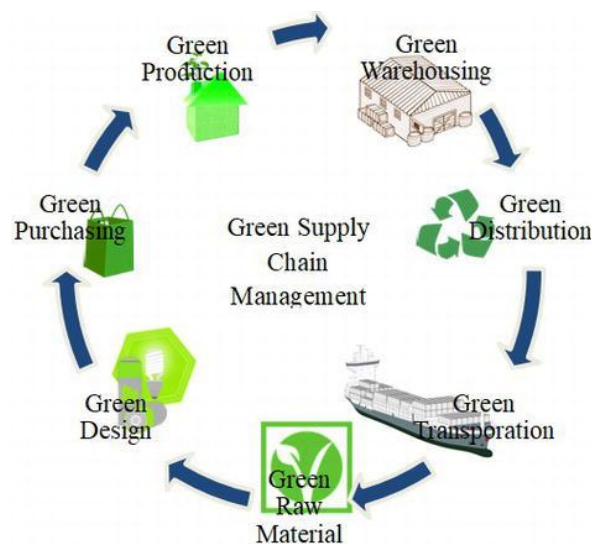 Green
Production
Green
Warehousing
Green
Distribution
Green
Transporation
Green
Raw
Material
Green
Design
Green
Purchasing
Green Supply
Chain
Management